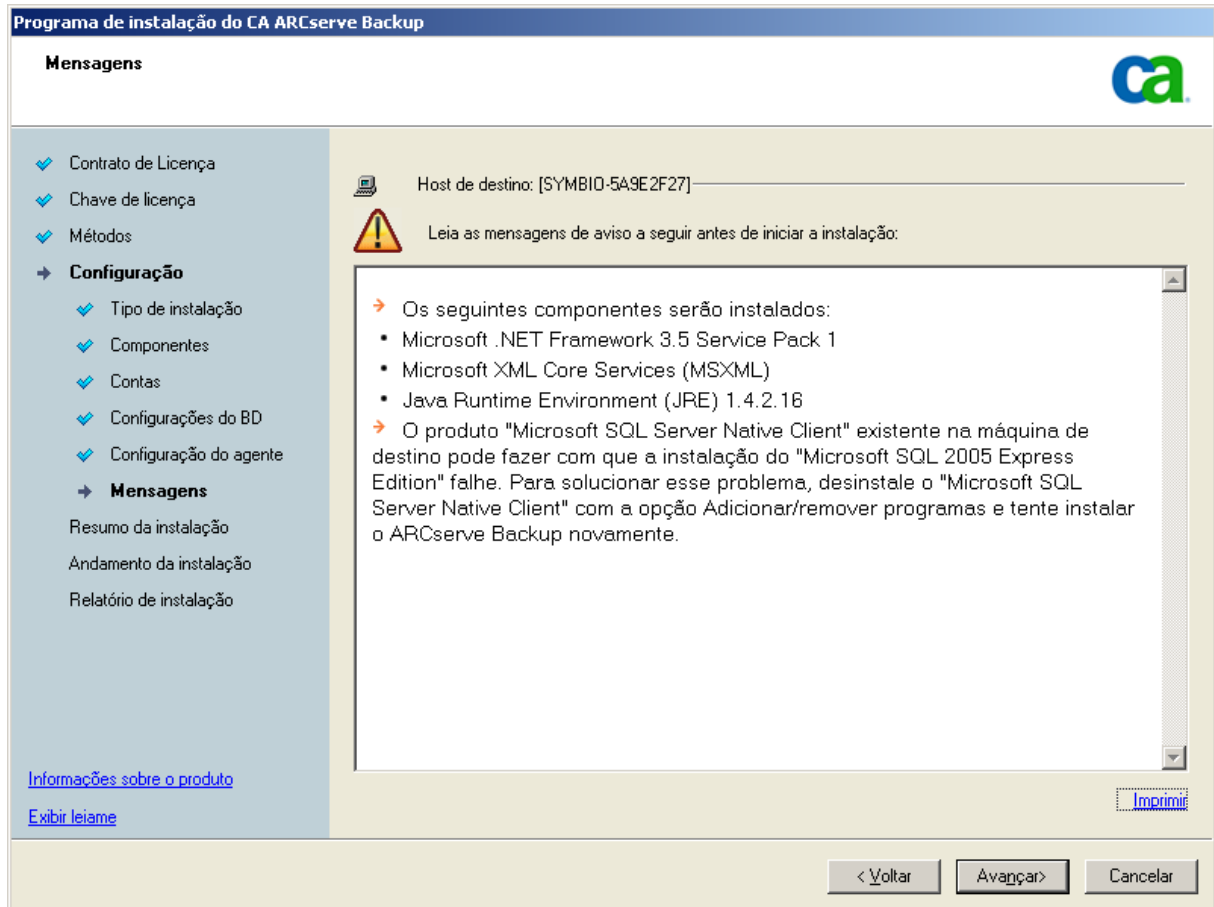 Programa de instalação do CA ARCserve Backup
Mensagens
ca
Contrato de Licença
Chave de licença
Métodos
Configuração
Tipo de instalação
Componentes
Contas
Configurações do BD
Configuração do agente
Mensagens
Resumo da instalação
Andamento da instalação
Relatório de instalação
Informações sobre o produto
Exibir leiame
Host de destino: [SYMBIO-5A9E2F27]
Leia as mensagens de aviso a seguir antes de iniciar a instalação:
Os seguintes componentes serão instalados:
• Microsoft .NET Framework 3.5 Service Pack 1
• Microsoft XML Core Services (MSXML)
• Java Runtime Environment (JRE) 1.4.2.16
O produto "Microsoft SQL Server Native Client" existente na máquina de
destino pode fazer com que a instalação do "Microsoft SQL 2005 Express
Edition" falhe. Para solucionar esse problema, desinstale o "Microsoft SQL
Server Native Client" com a opção Adicionar/remover programas e tente instalar
o ARCserve Backup novamente.
Imprimir
< Voltar
Avançar>
Cancelar